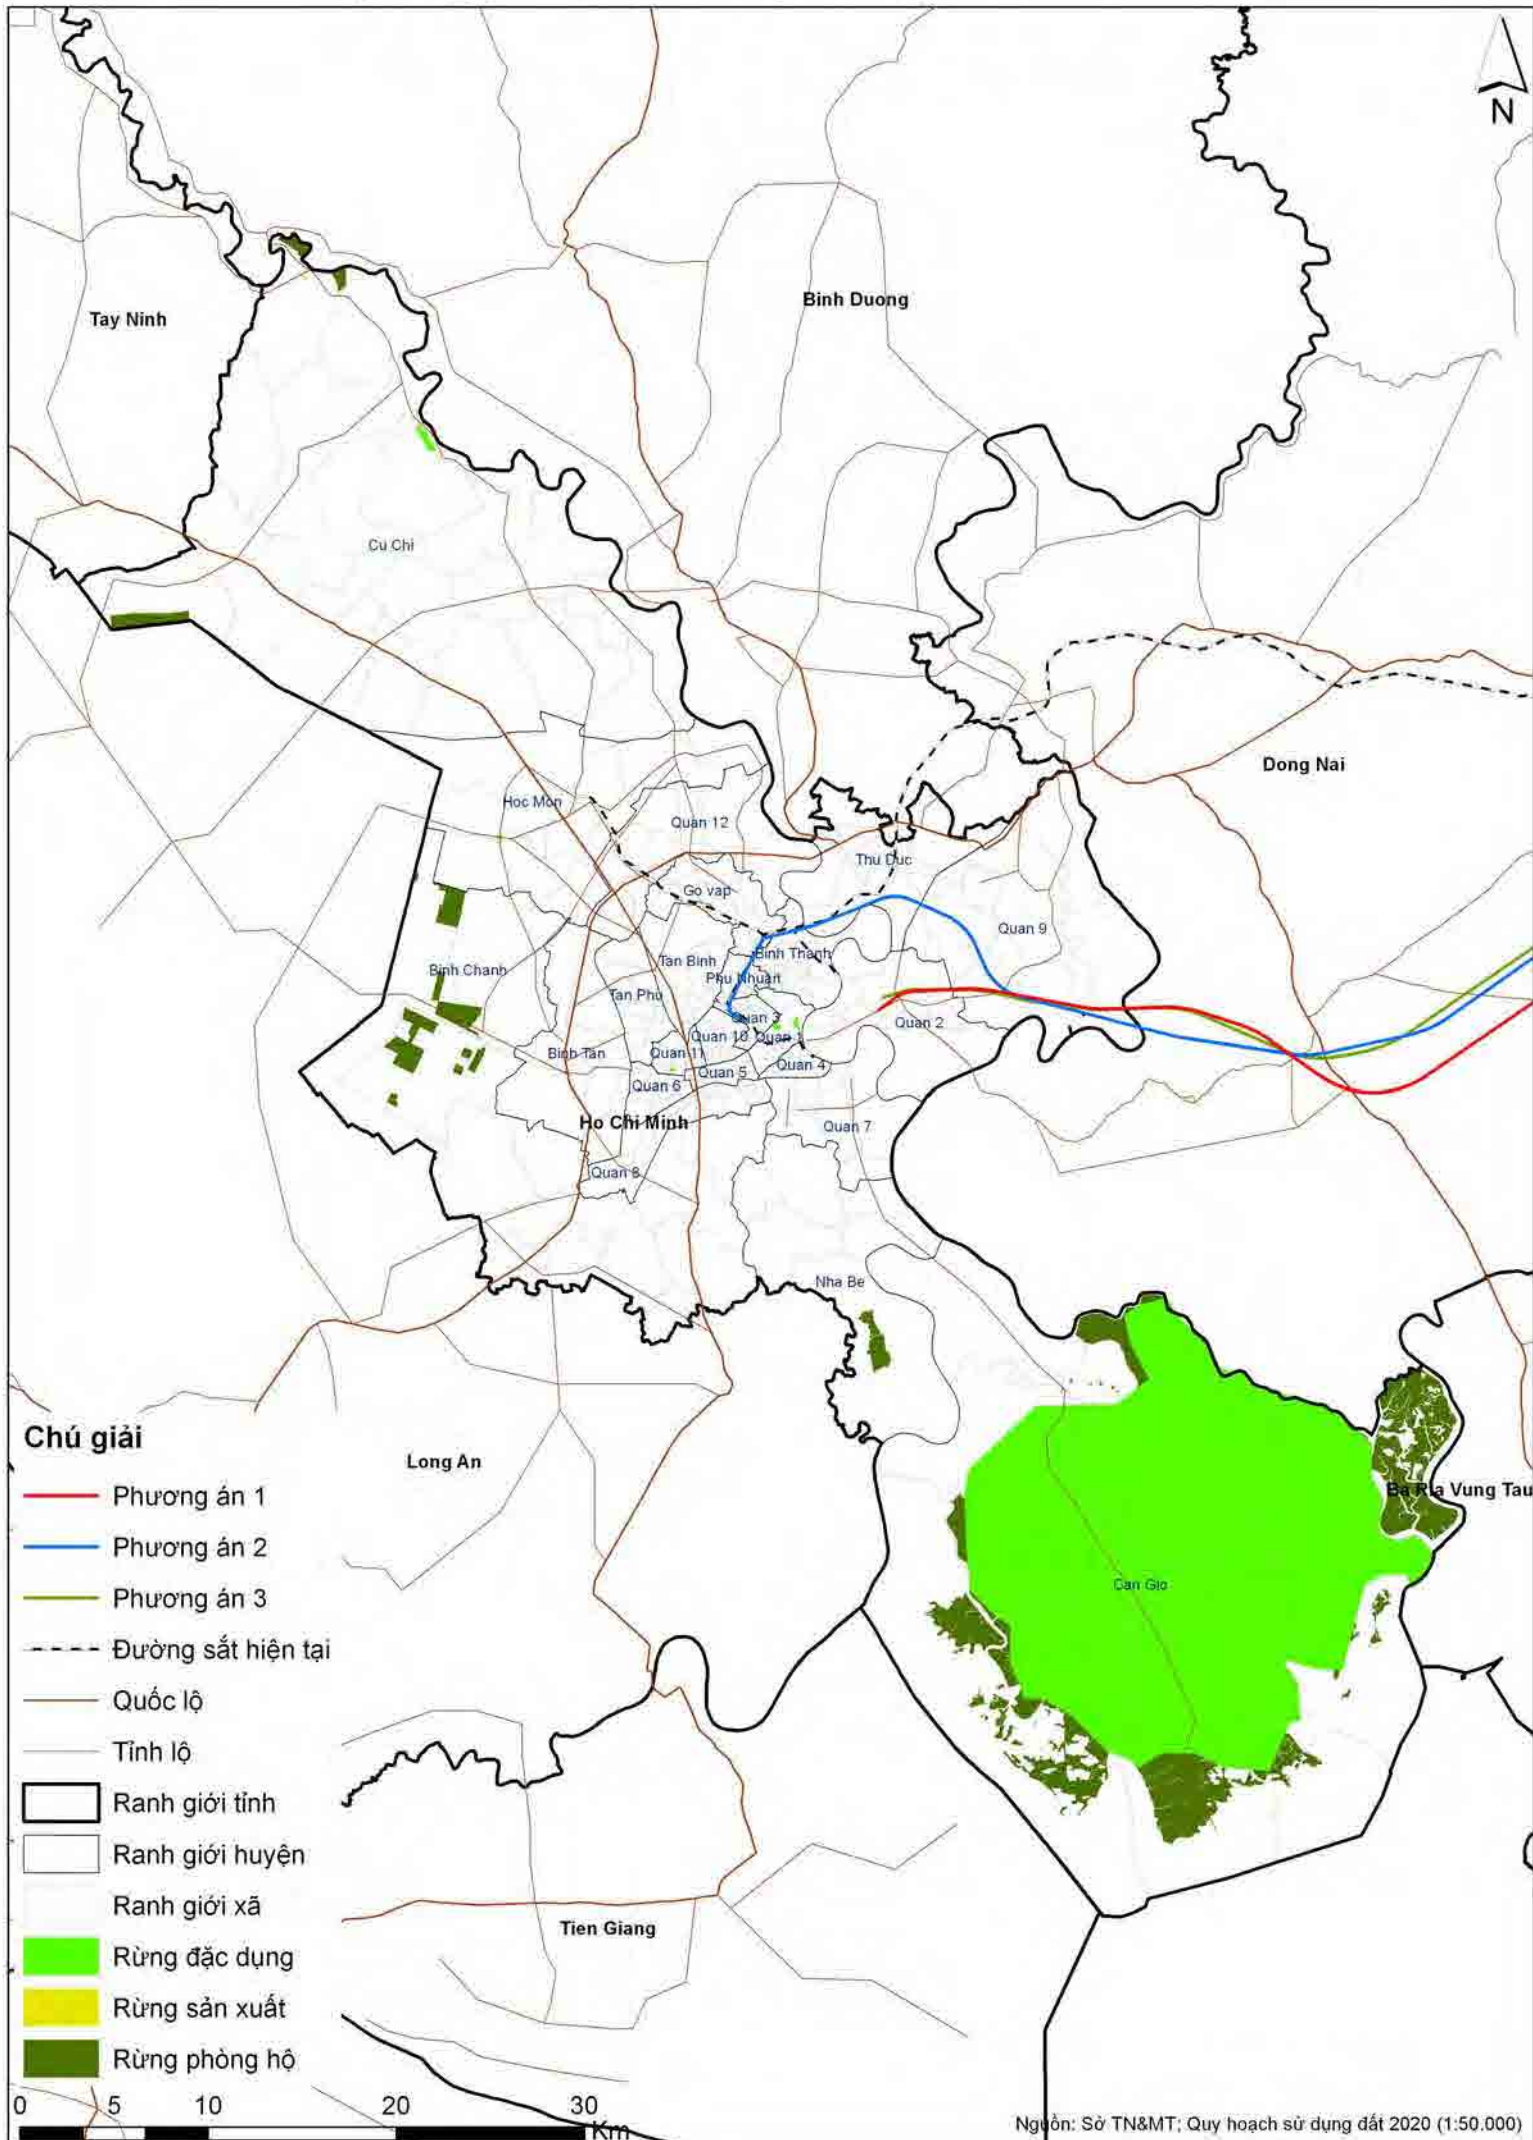 N
Tay Ninh
Binh Duong
Cu Chi
Dong Nai
Hoc Mon
Quan 12
Thu Duc
Go vap
Quan 9
Binh Thanh
Tan Binh
Binh Chanh
Phu Nhuan
Tan Phu
Quan 3
Quan 2
Quan 10
Quan 1
Binh Tan
Quan 11
Quan 4
Quan 5
Quan 6
Ho Chi Minh
Quan 7
Quan 8
Nha Be
Long An
Ba Ria Vung Tau
Can Gio
Tien Giang
Chú giải
Phương án 1
Phương án 2
Phương án 3
Đường sắt hiện tại
Quốc lộ
Tỉnh lộ
Ranh giới tỉnh
Ranh giới huyện
Ranh giới xã
Rừng đặc dụng
Rừng sản xuất
Rừng phòng hộ
0 5 10 20 30
Km
Nguồn: Sở TN&MT; Quy hoạch sử dụng đất 2020 (1:50.000)